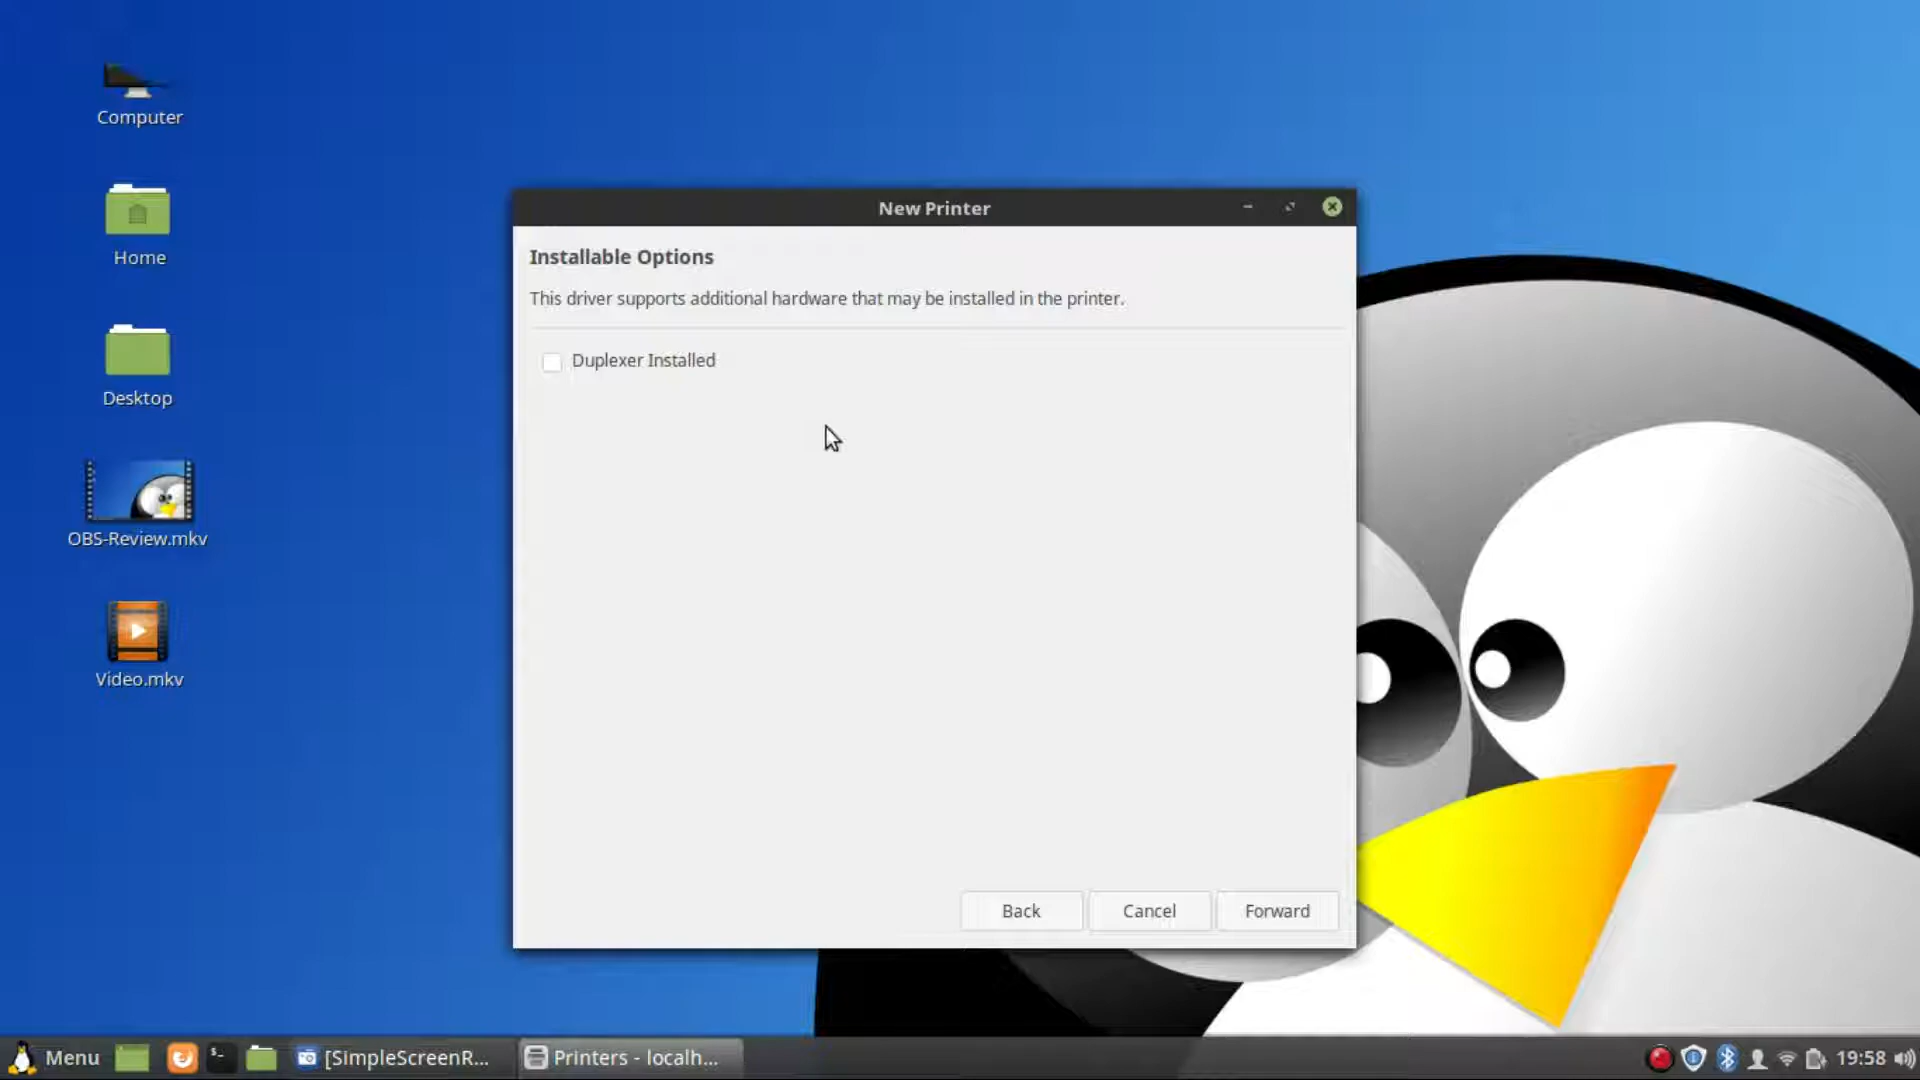 Computer
Home
Desktop
OBS-Review.mkv
Video.mkv
New Printer
Installable Options
This driver supports additional hardware that may be installed in the printer.
Duplexer Installed
Back Cancel Forward
Menu [SimpleScreenR... Printers - localh... 19:58